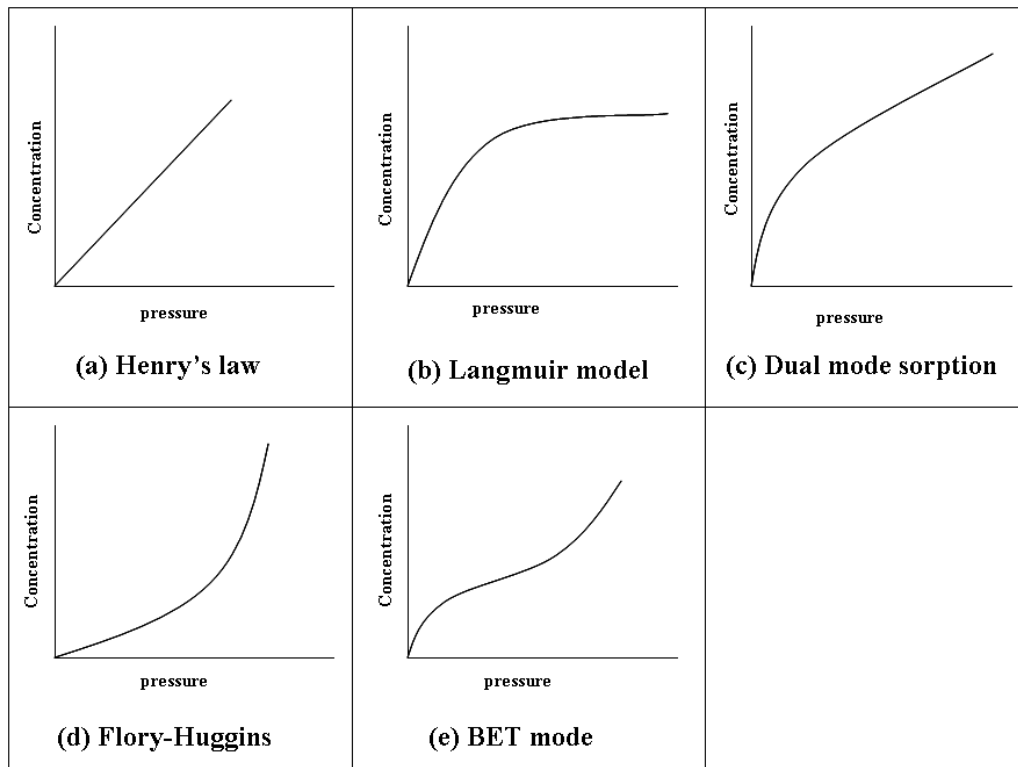 Concentration
pressure
(a) Henry's law
Concentration
pressure
(b) Langmuir model
Concentration
pressure
(c) Dual mode sorption
Concentration
pressure
(d) Flory-Huggins
Concentration
pressure
(e) BET mode